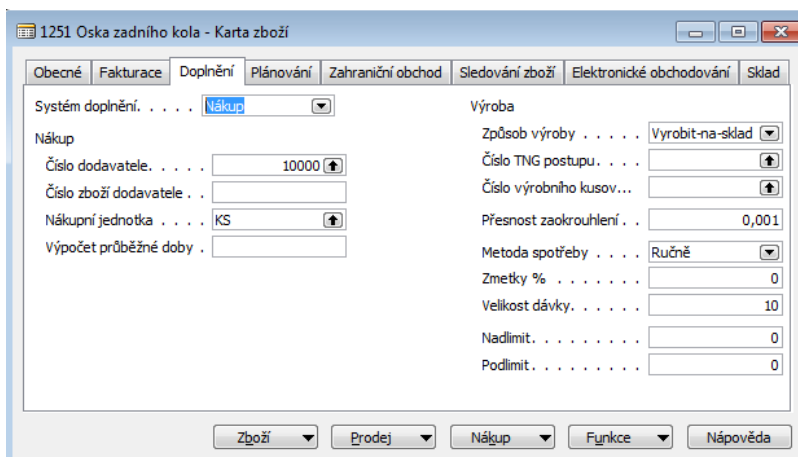 1251 Oska zadního kola - Karta zboží
Obecné Fakturace Doplnění Plánování Zahraniční obchod Sledování zboží Elektronické obchodování Sklad
Systém doplnění. . . . . Nákup
Nákup
Číslo dodavatele. . . . . 10000
Číslo zboží dodavatele . .
Nákupní jednotka . . . . KS
Výpočet průběžné doby .
Výroba
Způsob výroby . . . . . Vyrobit-na-sklad
Číslo TNG postupu. . . .
Číslo výrobního kusov...
Přesnost zaokrouhlení . . 0,001
Metoda spotřeby . . . . Ručně
Zmetky % . . . . . . . 0
Velikost dávky. . . . . . 10
Nadlimit. . . . . . . . . 0
Podlimit. . . . . . . . . 0
Zboží Prodej Nákup Funkce Nápověda